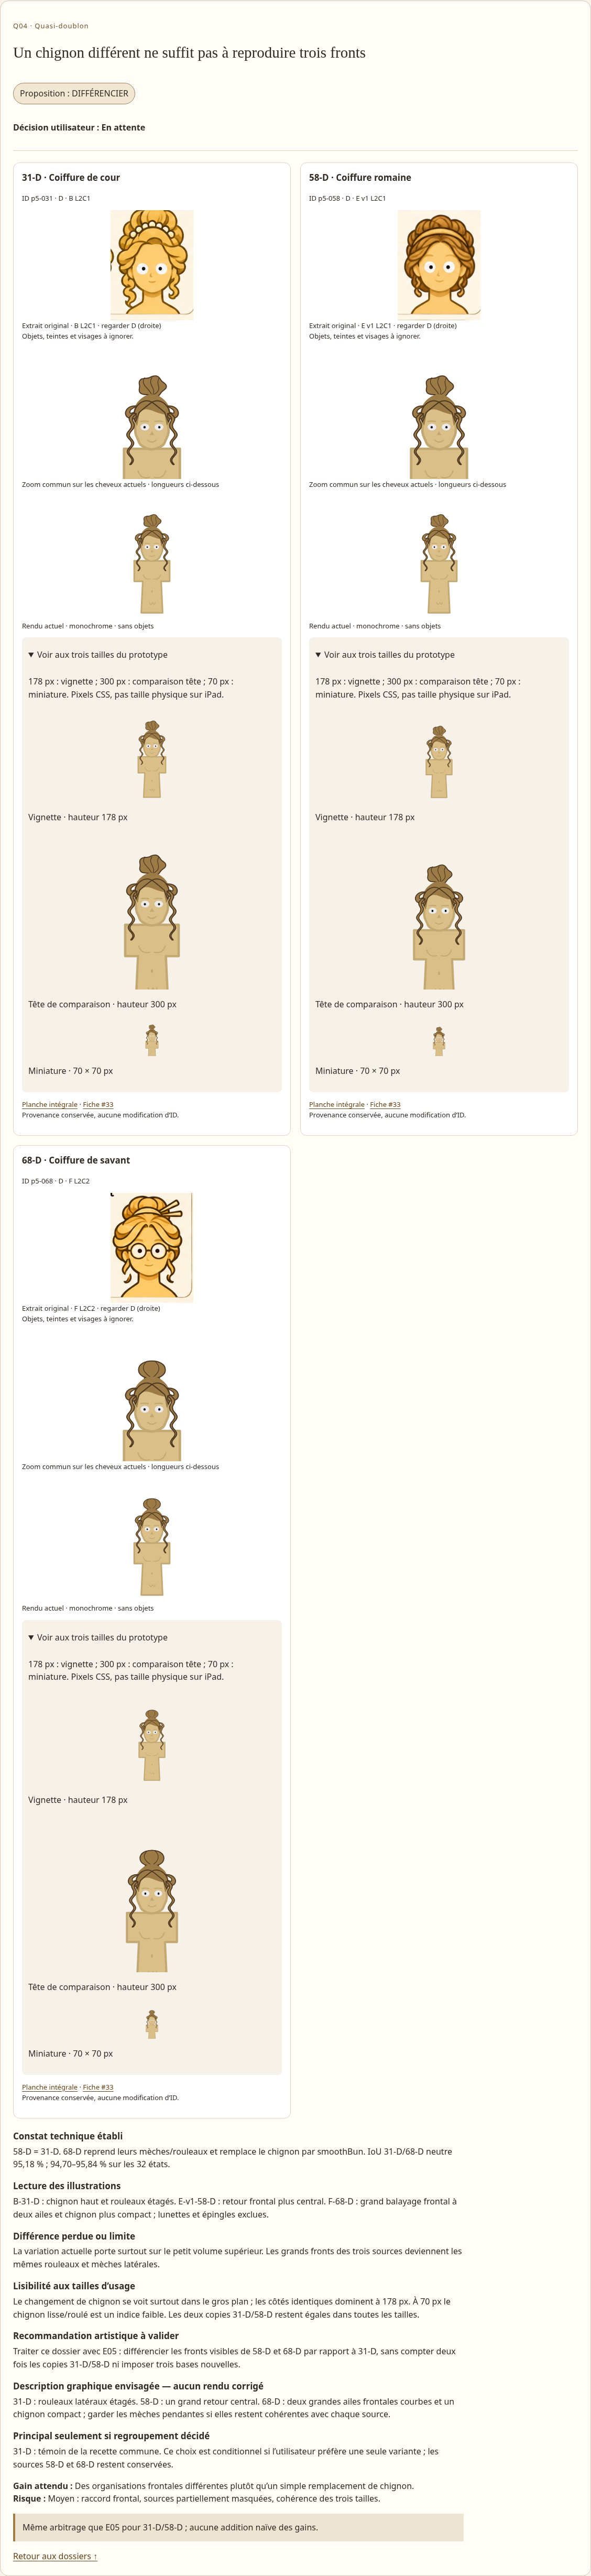 Q04 · Quasi-doublon
Un chignon différent ne suffit pas à reproduire trois fronts
Proposition : DIFFÉRENCIER
Décision utilisateur : En attente
31-D · Coiffure de cour
ID p5-031 · D · B L2C1
Extrait original · B L2C1 · regarder D (droite)
Objets, teintes et visages à ignorer.
Zoom commun sur les cheveux actuels · longueurs ci-dessous
Rendu actuel · monochrome · sans objets
▼ Voir aux trois tailles du prototype
178 px : vignette ; 300 px : comparaison tête ; 70 px :
miniature. Pixels CSS, pas taille physique sur iPad.
Vignette · hauteur 178 px
Tête de comparaison · hauteur 300 px
Miniature · 70 × 70 px
Planche intégrale · Fiche #33
Provenance conservée, aucune modification d’ID.
58-D · Coiffure romaine
ID p5-058 · D · E v1 L2C1
Extrait original · E v1 L2C1 · regarder D (droite)
Objets, teintes et visages à ignorer.
Zoom commun sur les cheveux actuels · longueurs ci-dessous
Rendu actuel · monochrome · sans objets
▼ Voir aux trois tailles du prototype
178 px : vignette ; 300 px : comparaison tête ; 70 px :
miniature. Pixels CSS, pas taille physique sur iPad.
Vignette · hauteur 178 px
Tête de comparaison · hauteur 300 px
Miniature · 70 × 70 px
Planche intégrale · Fiche #33
Provenance conservée, aucune modification d’ID.
68-D · Coiffure de savant
ID p5-068 · D · F L2C2
Extrait original · F L2C2 · regarder D (droite)
Objets, teintes et visages à ignorer.
Zoom commun sur les cheveux actuels · longueurs ci-dessous
Rendu actuel · monochrome · sans objets
▼ Voir aux trois tailles du prototype
178 px : vignette ; 300 px : comparaison tête ; 70 px :
miniature. Pixels CSS, pas taille physique sur iPad.
Vignette · hauteur 178 px
Tête de comparaison · hauteur 300 px
Miniature · 70 × 70 px
Planche intégrale · Fiche #33
Provenance conservée, aucune modification d’ID.
Constat technique établi
58-D = 31-D. 68-D reprend leurs mèches/rouleaux et remplace le chignon par smoothBun. IoU 31-D/68-D neutre
95,18 % ; 94,70–95,84 % sur les 32 états.
Lecture des illustrations
B-31-D : chignon haut et rouleaux étagés. E-v1-58-D : retour frontal plus central. F-68-D : grand balayage frontal à
deux ailes et chignon plus compact ; lunettes et épingles exclues.
Différence perdue ou limite
La variation actuelle porte surtout sur le petit volume supérieur. Les grands fronts des trois sources deviennent les
mêmes rouleaux et mèches latérales.
Lisibilité aux tailles d’usage
Le changement de chignon se voit surtout dans le gros plan ; les côtés identiques dominent à 178 px. À 70 px le
chignon lisse/roulé est un indice faible. Les deux copies 31-D/58-D restent égales dans toutes les tailles.
Recommandation artistique à valider
Traiter ce dossier avec E05 : différencier les fronts visibles de 58-D et 68-D par rapport à 31-D, sans compter deux
fois les copies 31-D/58-D ni imposer trois bases nouvelles.
Description graphique envisagée — aucun rendu corrigé
31-D : rouleaux latéraux étagés. 58-D : un grand retour central. 68-D : deux grandes ailes frontales courbes et un
chignon compact ; garder les mèches pendantes si elles restent cohérentes avec chaque source.
Principal seulement si regroupement décidé
31-D : témoin de la recette commune. Ce choix est conditionnel si l’utilisateur préfère une seule variante ; les
sources 58-D et 68-D restent conservées.
Gain attendu : Des organisations frontales différentes plutôt qu’un simple remplacement de chignon.
Risque : Moyen : raccord frontal, sources partiellement masquées, cohérence des trois tailles.
Même arbitrage que E05 pour 31-D/58-D ; aucune addition naïve des gains.
Retour aux dossiers ↑